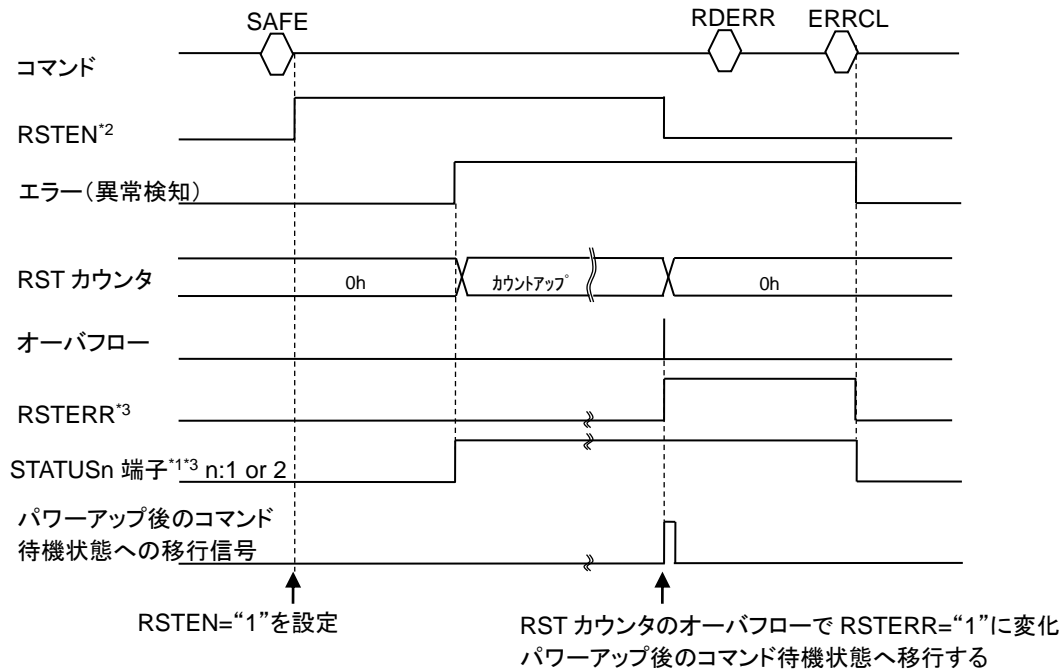 SAFE RDERR ERRCL
コマンド
RSTEN*2
エラー(異常検知)
RST カウンタ 0h カウントアップ 0h
オーバフロー
RSTERR*3
STATUSn 端子*1*3 n:1 or 2
パワーアップ後のコマンド
待機状態への移行信号
RSTEN=“1”を設定
RST カウンタのオーバフローで RSTERR=“1”に変化
パワーアップ後のコマンド待機状態へ移行する